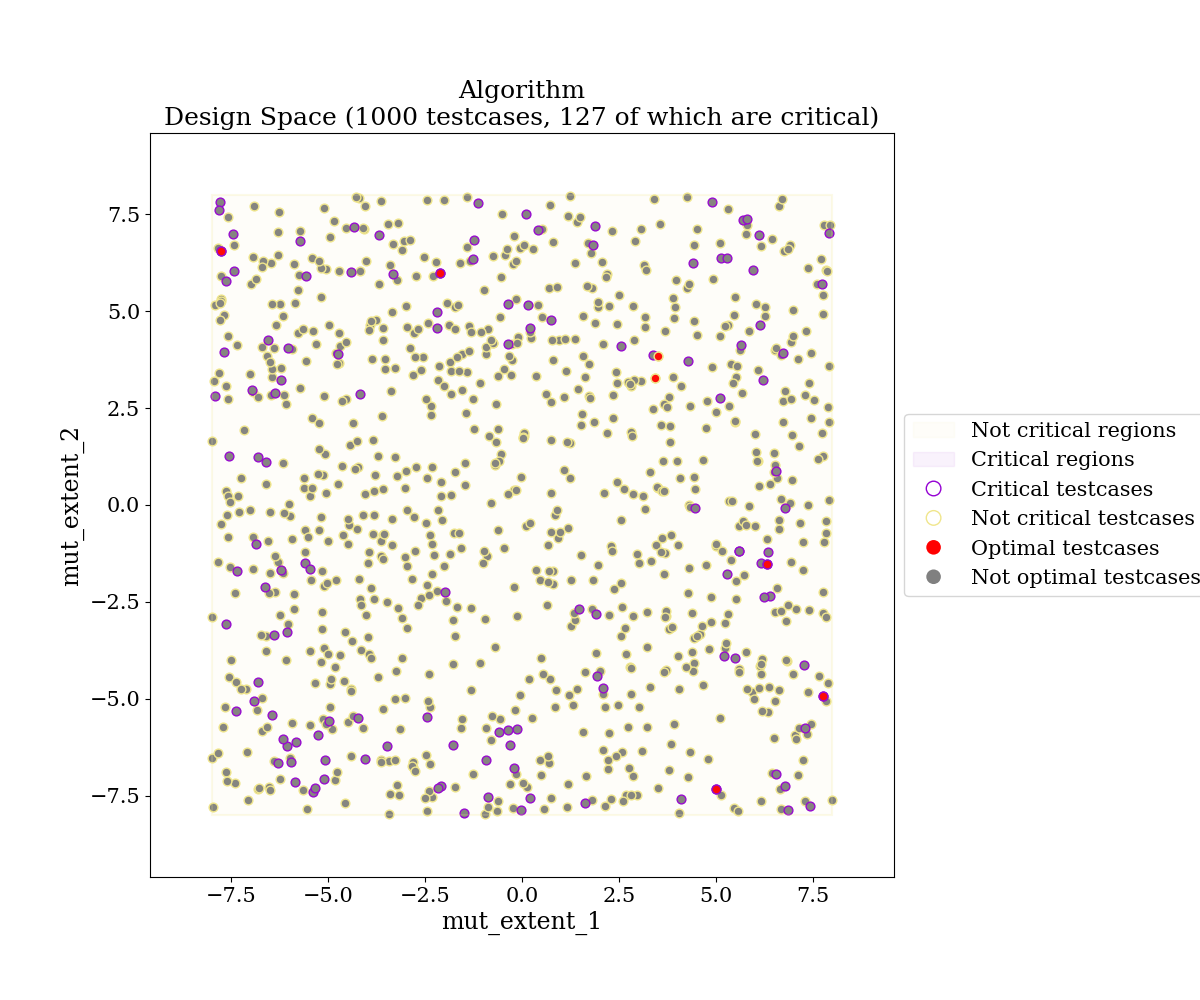 Algorithm
Design Space (1000 testcases, 127 of which are critical)
7.5
5.0
2.5
0.0
−2.5
−5.0
−7.5
mut_extent_2
−7.5 −5.0 −2.5 0.0 2.5 5.0 7.5
mut_extent_1
Not critical regions
Critical regions
Critical testcases
Not critical testcases
Optimal testcases
Not optimal testcases